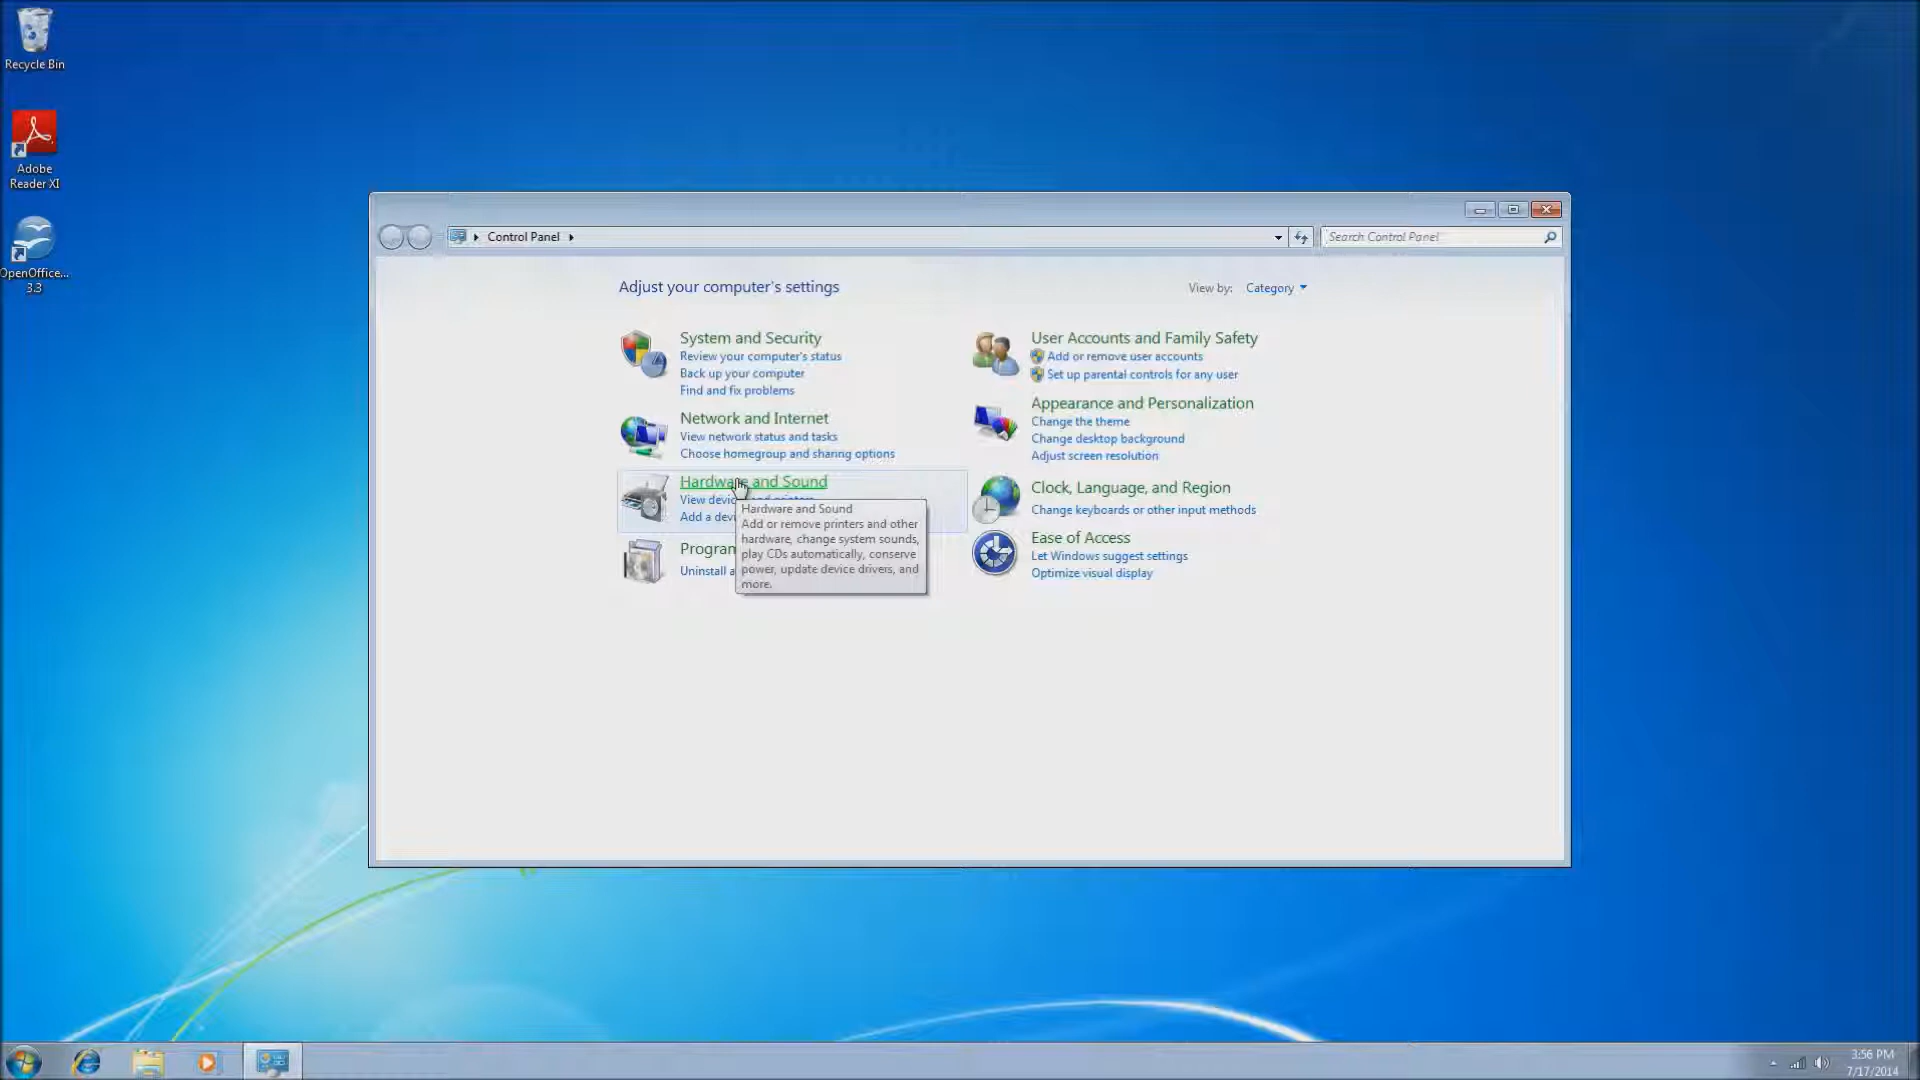 Recycle Bin
Adobe
Reader XI
OpenOffice...
3.3
Control Panel
Search Control Panel
Adjust your computer's settings
View by: Category
System and Security
Review your computer's status
Back up your computer
Find and fix problems
Network and Internet
View network status and tasks
Choose homegroup and sharing options
Hardware and Sound
View devices and printers
Add a devi
Program
Uninstall a
Hardware and Sound
Add or remove printers and other
hardware, change system sounds,
play CDs automatically, conserve
power, update device drivers, and
more.
User Accounts and Family Safety
Add or remove user accounts
Set up parental controls for any user
Appearance and Personalization
Change the theme
Change desktop background
Adjust screen resolution
Clock, Language, and Region
Change keyboards or other input methods
Ease of Access
Let Windows suggest settings
Optimize visual display
3:56 PM
7/17/2014